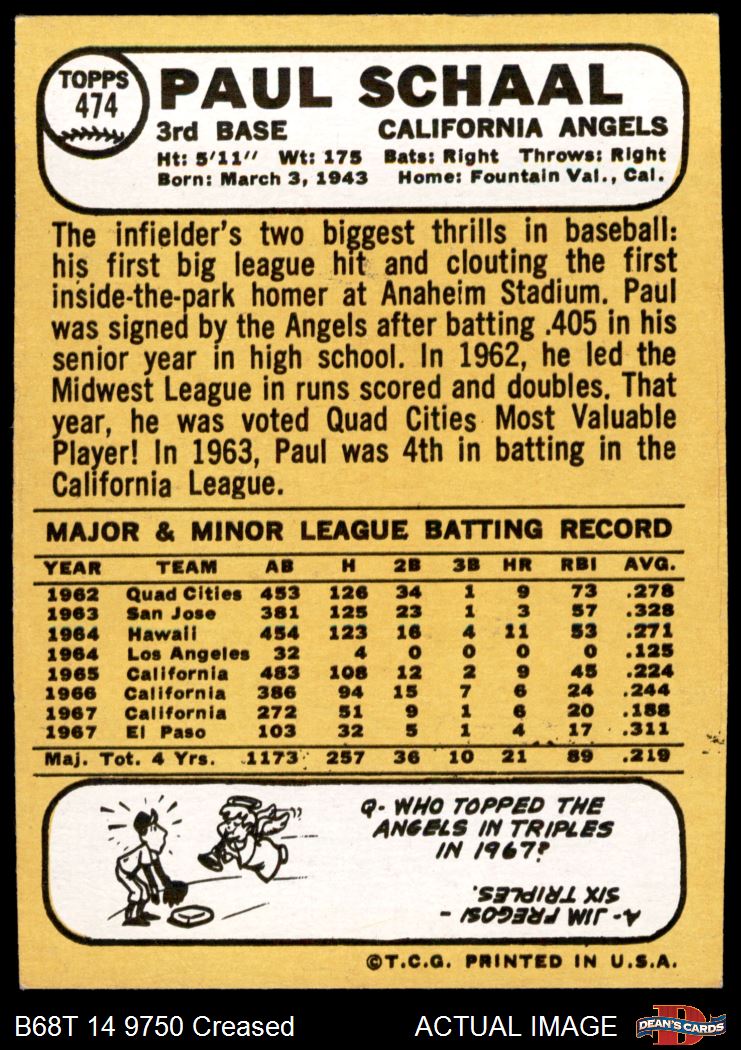 TOPPS
474
PAUL SCHAAL
3rd BASE CALIFORNIA ANGELS
Ht: 5'11" Wt: 175 Bats: Right Throws: Right
Born: March 3, 1943 Home: Fountain Val., Cal.
The infielder's two biggest thrills in baseball:
his first big league hit and clouting the first
inside-the-park homer at Anaheim Stadium. Paul
was signed by the Angels after batting .405 in his
senior year in high school. In 1962, he led the
Midwest League in runs scored and doubles. That
year, he was voted Quad Cities Most Valuable
Player! In 1963, Paul was 4th in batting in the
California League.
MAJOR & MINOR LEAGUE BATTING RECORD
YEAR TEAM AB H 2B 3B HR RBI AVG.
1962 Quad Cities 453 126 34 1 9 73 .278
1963 San Jose 381 125 23 1 3 57 .328
1964 Hawaii 454 123 16 4 11 53 .271
1964 Los Angeles 32 4 0 0 0 0 .125
1965 California 483 108 12 2 9 45 .224
1966 California 386 94 15 7 6 24 .244
1967 California 272 51 9 1 6 20 .188
1967 El Paso 103 32 5 1 4 17 .311
Maj. Tot. 4 Yrs. 1173 257 36 10 21 89 .219
Q- WHO TOPPED THE
ANGELS IN TRIPLES
IN 1967?
A- JIM FREGOSI -
SIX TRIPLES.
©T.C.G. PRINTED IN U.S.A.
B68T 14 9750 Creased ACTUAL IMAGE
D
DEAN'S CARDS